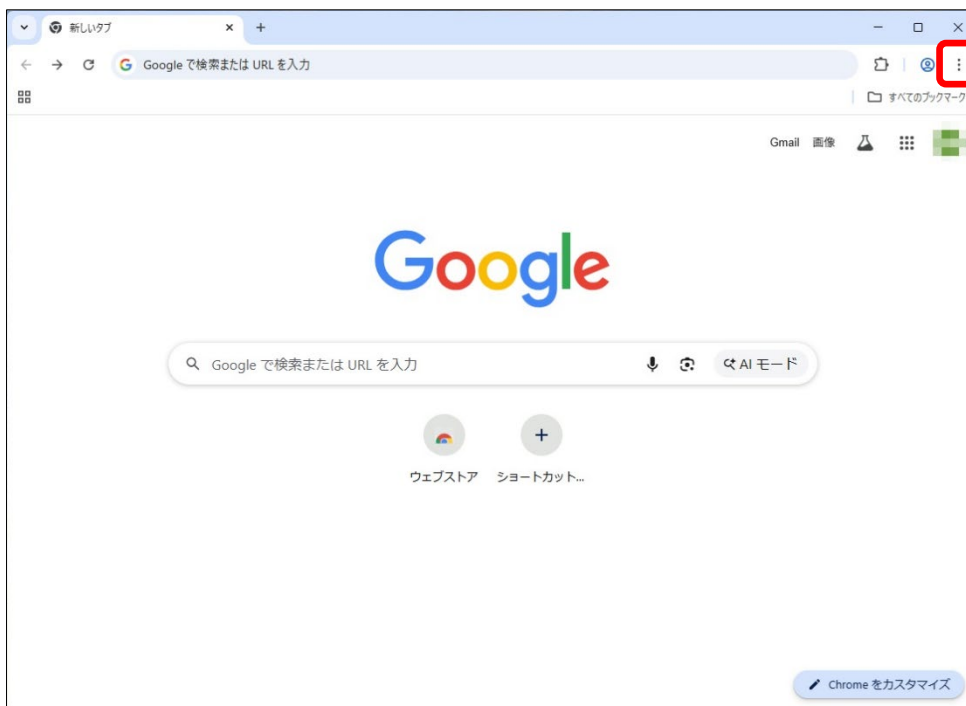 新しいタブ
Google で検索または URL を入力
すべてのブックマーク
Gmail 画像
Google
Google で検索または URL を入力 AI モード
ウェブストア ショートカット...
Chrome をカスタマイズ